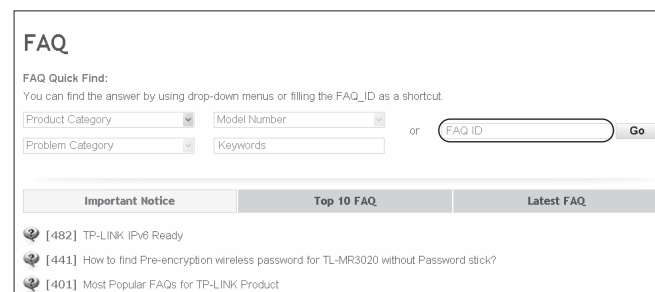 FAQ
FAQ Quick Find:
You can find the answer by using drop-down menus or filling the FAQ_ID as a shortcut.
Product Category Model Number or FAQ ID Go
Problem Category Keywords
Important Notice Top 10 FAQ Latest FAQ
[482] TP-LINK IPv6 Ready
[441] How to find Pre-encryption wireless password for TL-MR3020 without Password stick?
[401] Most Popular FAQs for TP-LINK Product